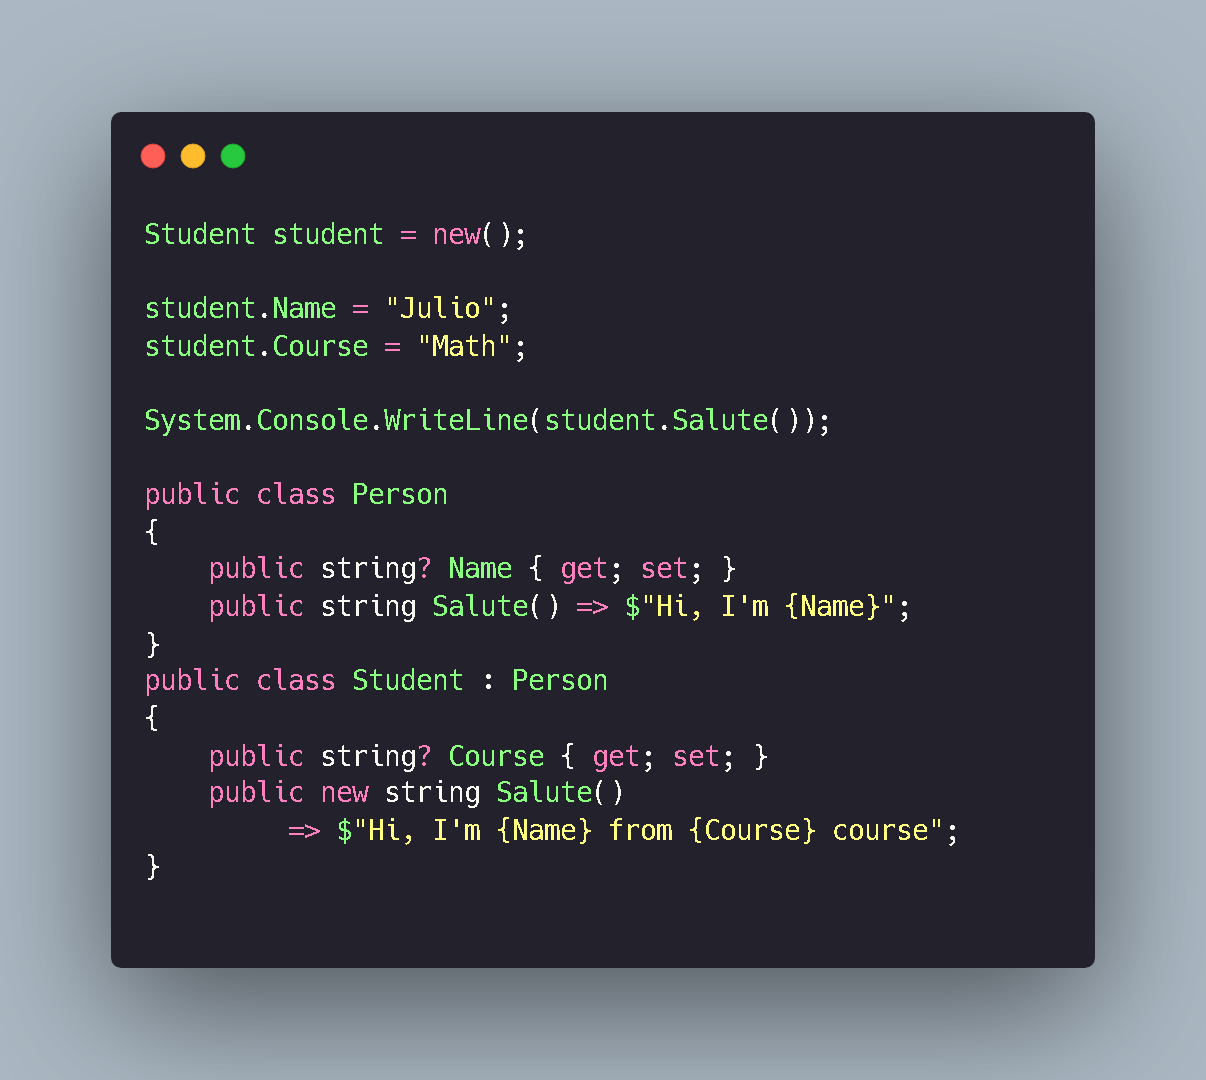 Student student = new();

student.Name = "Julio";
student.Course = "Math";

System.Console.WriteLine(student.Salute());

public class Person
{
    public string? Name { get; set; }
    public string Salute() => $"Hi, I'm {Name}";
}
public class Student : Person
{
    public string? Course { get; set; }
    public new string Salute()
         => $"Hi, I'm {Name} from {Course} course";
}